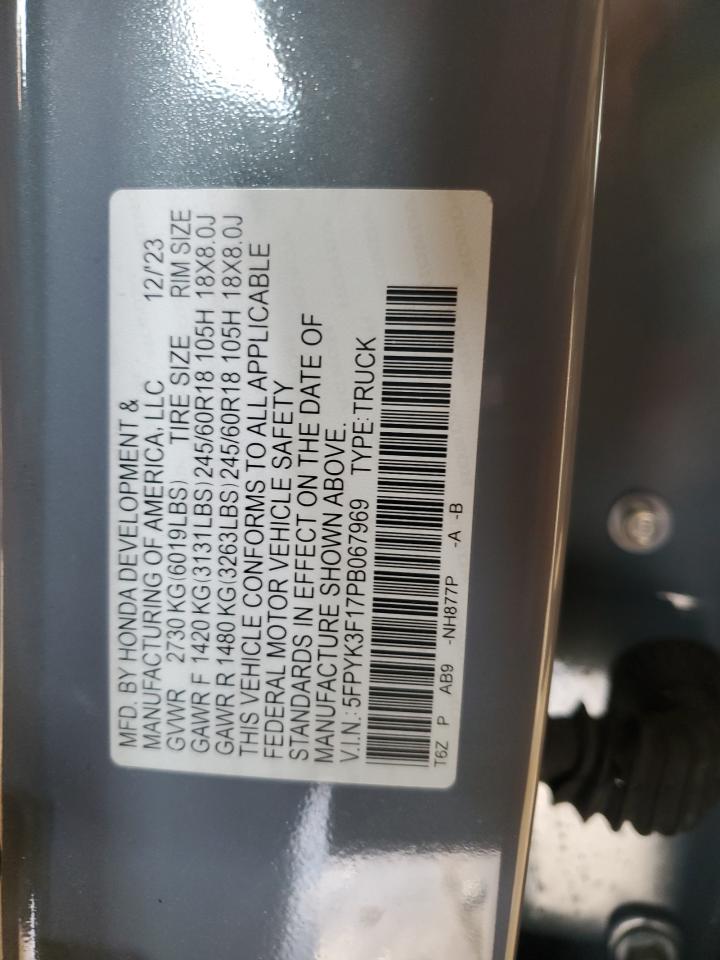 MFD. BY HONDA DEVELOPMENT &
MANUFACTURING OF AMERICA, LLC 12/'23
GVWR 2730 KG(6019LBS) TIRE SIZE RIM SIZE
GAWR F 1420 KG(3131LBS) 245/60R18 105H 18X8.0J
GAWR R 1480 KG(3263LBS) 245/60R18 105H 18X8.0J
THIS VEHICLE CONFORMS TO ALL APPLICABLE
FEDERAL MOTOR VEHICLE SAFETY
STANDARDS IN EFFECT ON THE DATE OF
MANUFACTURE SHOWN ABOVE.
V.I.N.: 5FPYK3F17PB067969 TYPE:TRUCK
T6Z P AB9 -NH877P -A -B